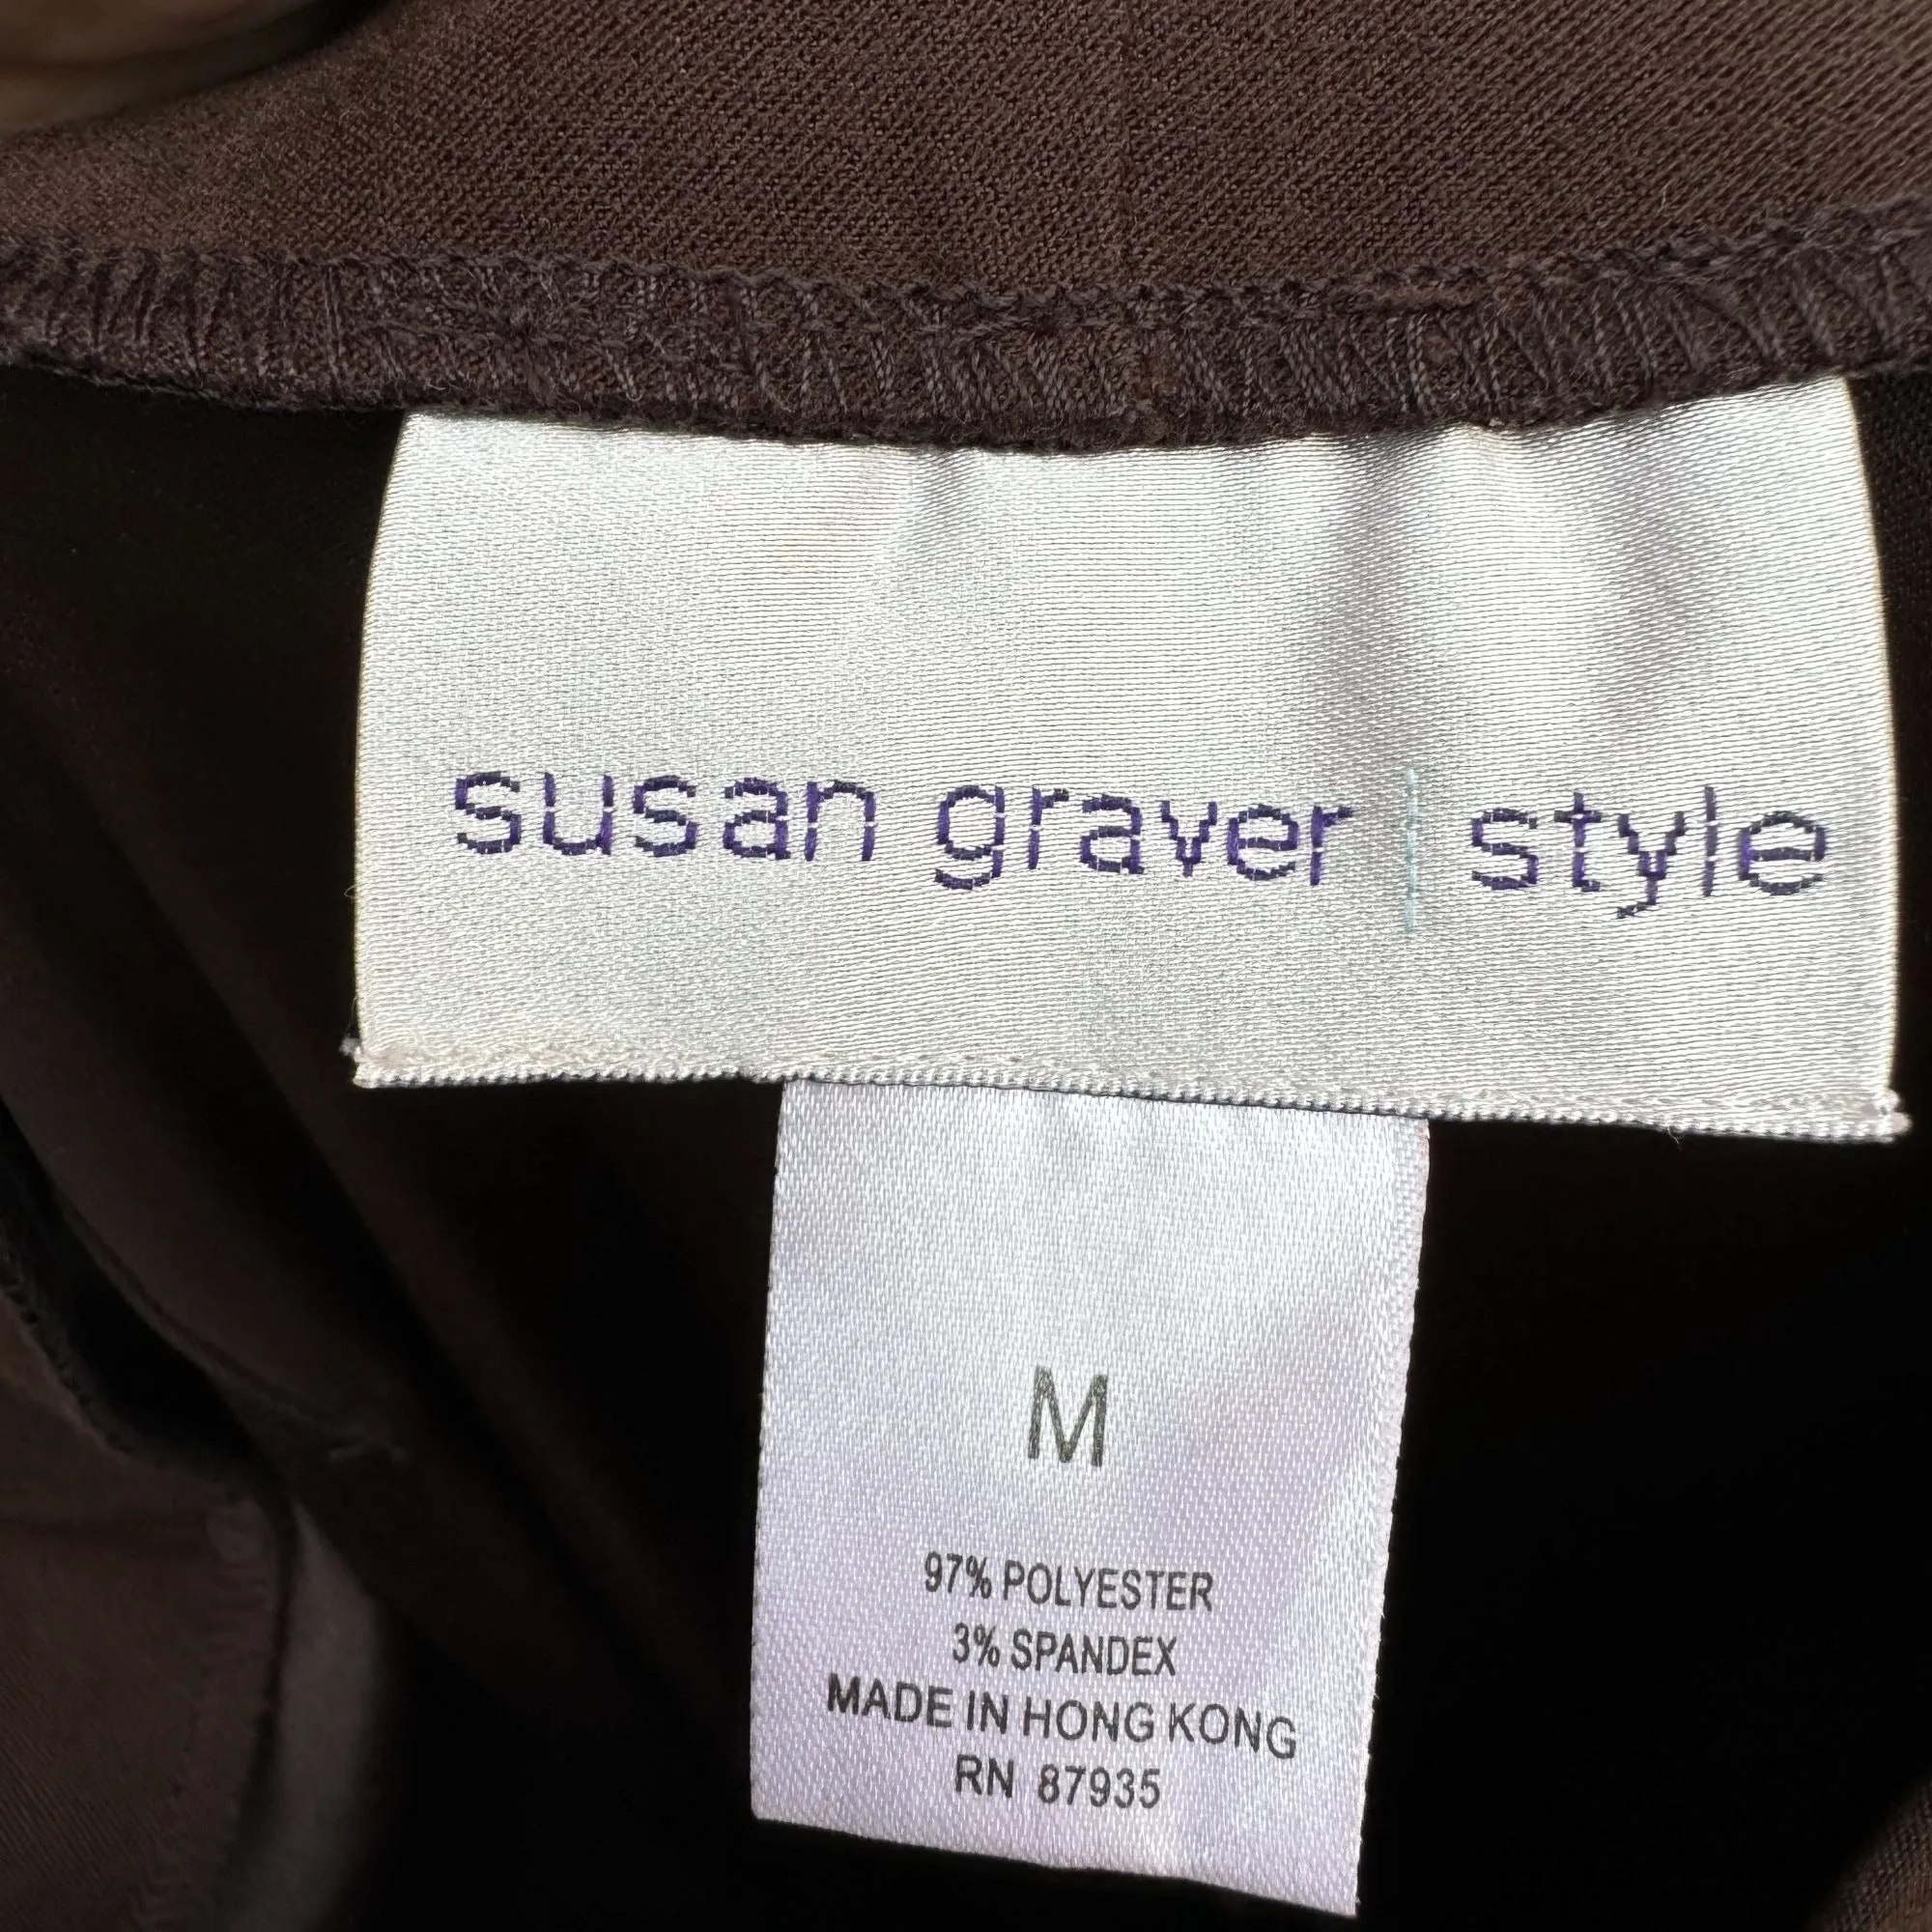 susan graver | style
M
97% POLYESTER
3% SPANDEX
MADE IN HONG KONG
RN 87935